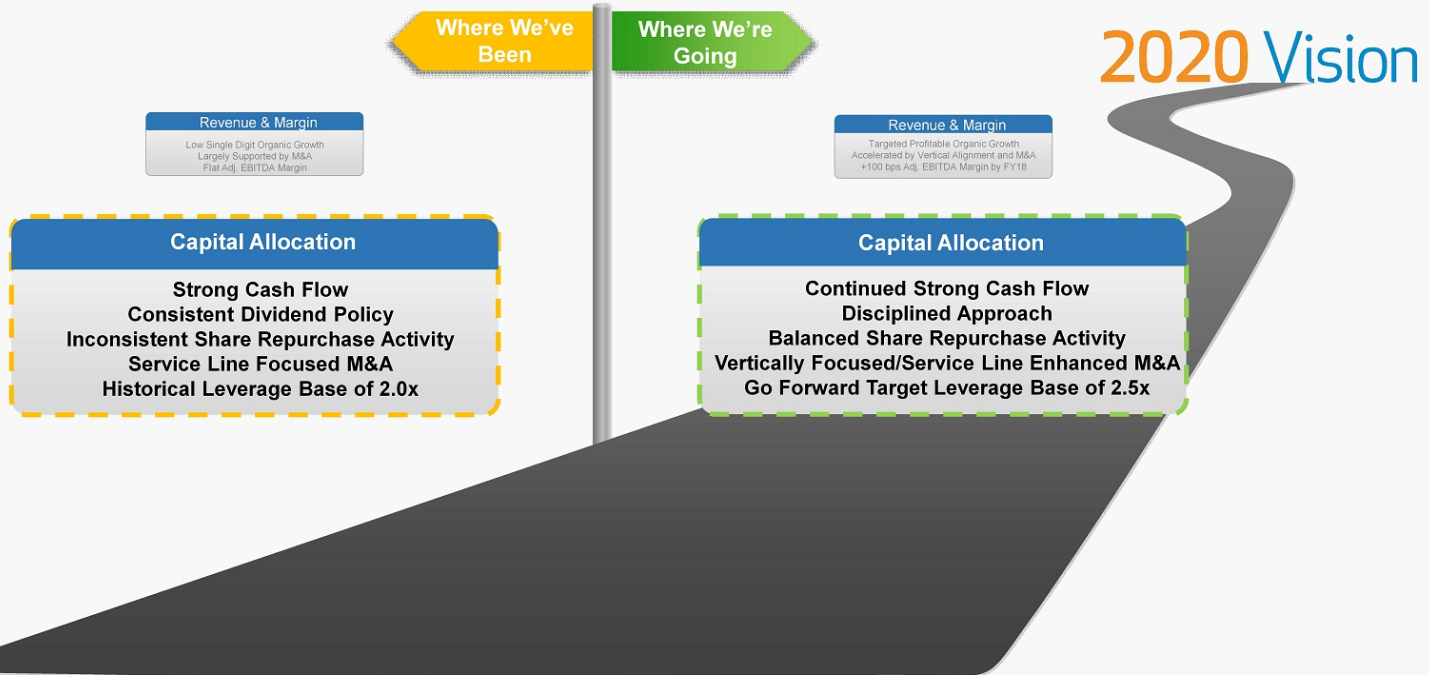 Where We've
Been
Where We're
Going
2020 Vision
Revenue & Margin
Low Single Digit Organic Growth
Largely Supported by M&A
Flat Adj. EBITDA Margin
Revenue & Margin
Targeted Profitable Organic Growth
Accelerated by Vertical Alignment and M&A
+100 bps Adj. EBITDA Margin by FY18
Capital Allocation
Strong Cash Flow
Consistent Dividend Policy
Inconsistent Share Repurchase Activity
Service Line Focused M&A
Historical Leverage Base of 2.0x
Capital Allocation
Continued Strong Cash Flow
Disciplined Approach
Balanced Share Repurchase Activity
Vertically Focused/Service Line Enhanced M&A
Go Forward Target Leverage Base of 2.5x